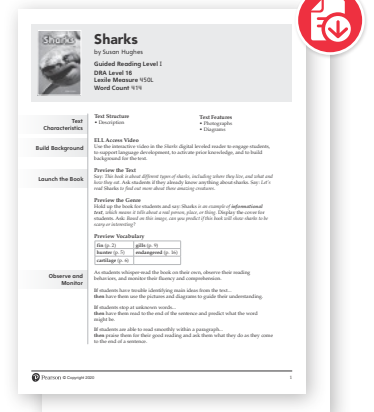 Sharks
Sharks
by Susan Hughes
Guided Reading Level I
DRA Level 16
Lexile Measure 450L
Word Count 474
Text
Characteristics
Text Structure
• Description
Text Features
• Photographs
• Diagrams
Build Background
ELL Access Video
Use the interactive video in the Sharks digital leveled reader to engage students,
to support language development, to activate prior knowledge, and to build
background for the text.
Launch the Book
Preview the Text
Say: This book is about different types of sharks, including where they live, and what and
how they eat. Ask students if they already know anything about sharks. Say: Let's
read Sharks to find out more about these amazing creatures.
Preview the Genre
Hold up the book for students and say: Sharks is an example of informational
text, which means it tells about a real person, place, or thing. Display the cover for
students. Ask: Based on this image, can you predict if this book will show sharks to be
scary or interesting?
Preview Vocabulary
fin (p. 2) gills (p. 9)
hunter (p. 5) endangered (p. 16)
cartilage (p. 6)
Observe and
Monitor
As students whisper-read the book on their own, observe their reading
behaviors, and monitor their fluency and comprehension.
If students have trouble identifying main ideas from the text...
then have them use the pictures and diagrams to guide their understanding.
If students stop at unknown words...
then have them read to the end of the sentence and predict what the word
might be.
If students are able to read smoothly within a paragraph...
then praise them for their good reading and ask them what they do as they come
to the end of a sentence.
Pearson © Copyright 2020
1